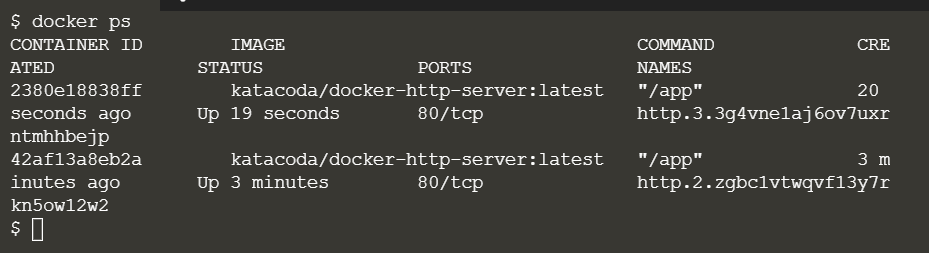 $ docker ps
CONTAINER ID        IMAGE                                COMMAND             CRE
ATED             STATUS              PORTS               NAMES
2380e18838ff        katacoda/docker-http-server:latest   "/app"              20
seconds ago      Up 19 seconds       80/tcp              http.3.3g4vne1aj6ov7uxr
ntmhhbejp
42af13a8eb2a        katacoda/docker-http-server:latest   "/app"              3 m
inutes ago       Up 3 minutes        80/tcp              http.2.zgbc1vtwqvf13y7r
kn5ow12w2
$